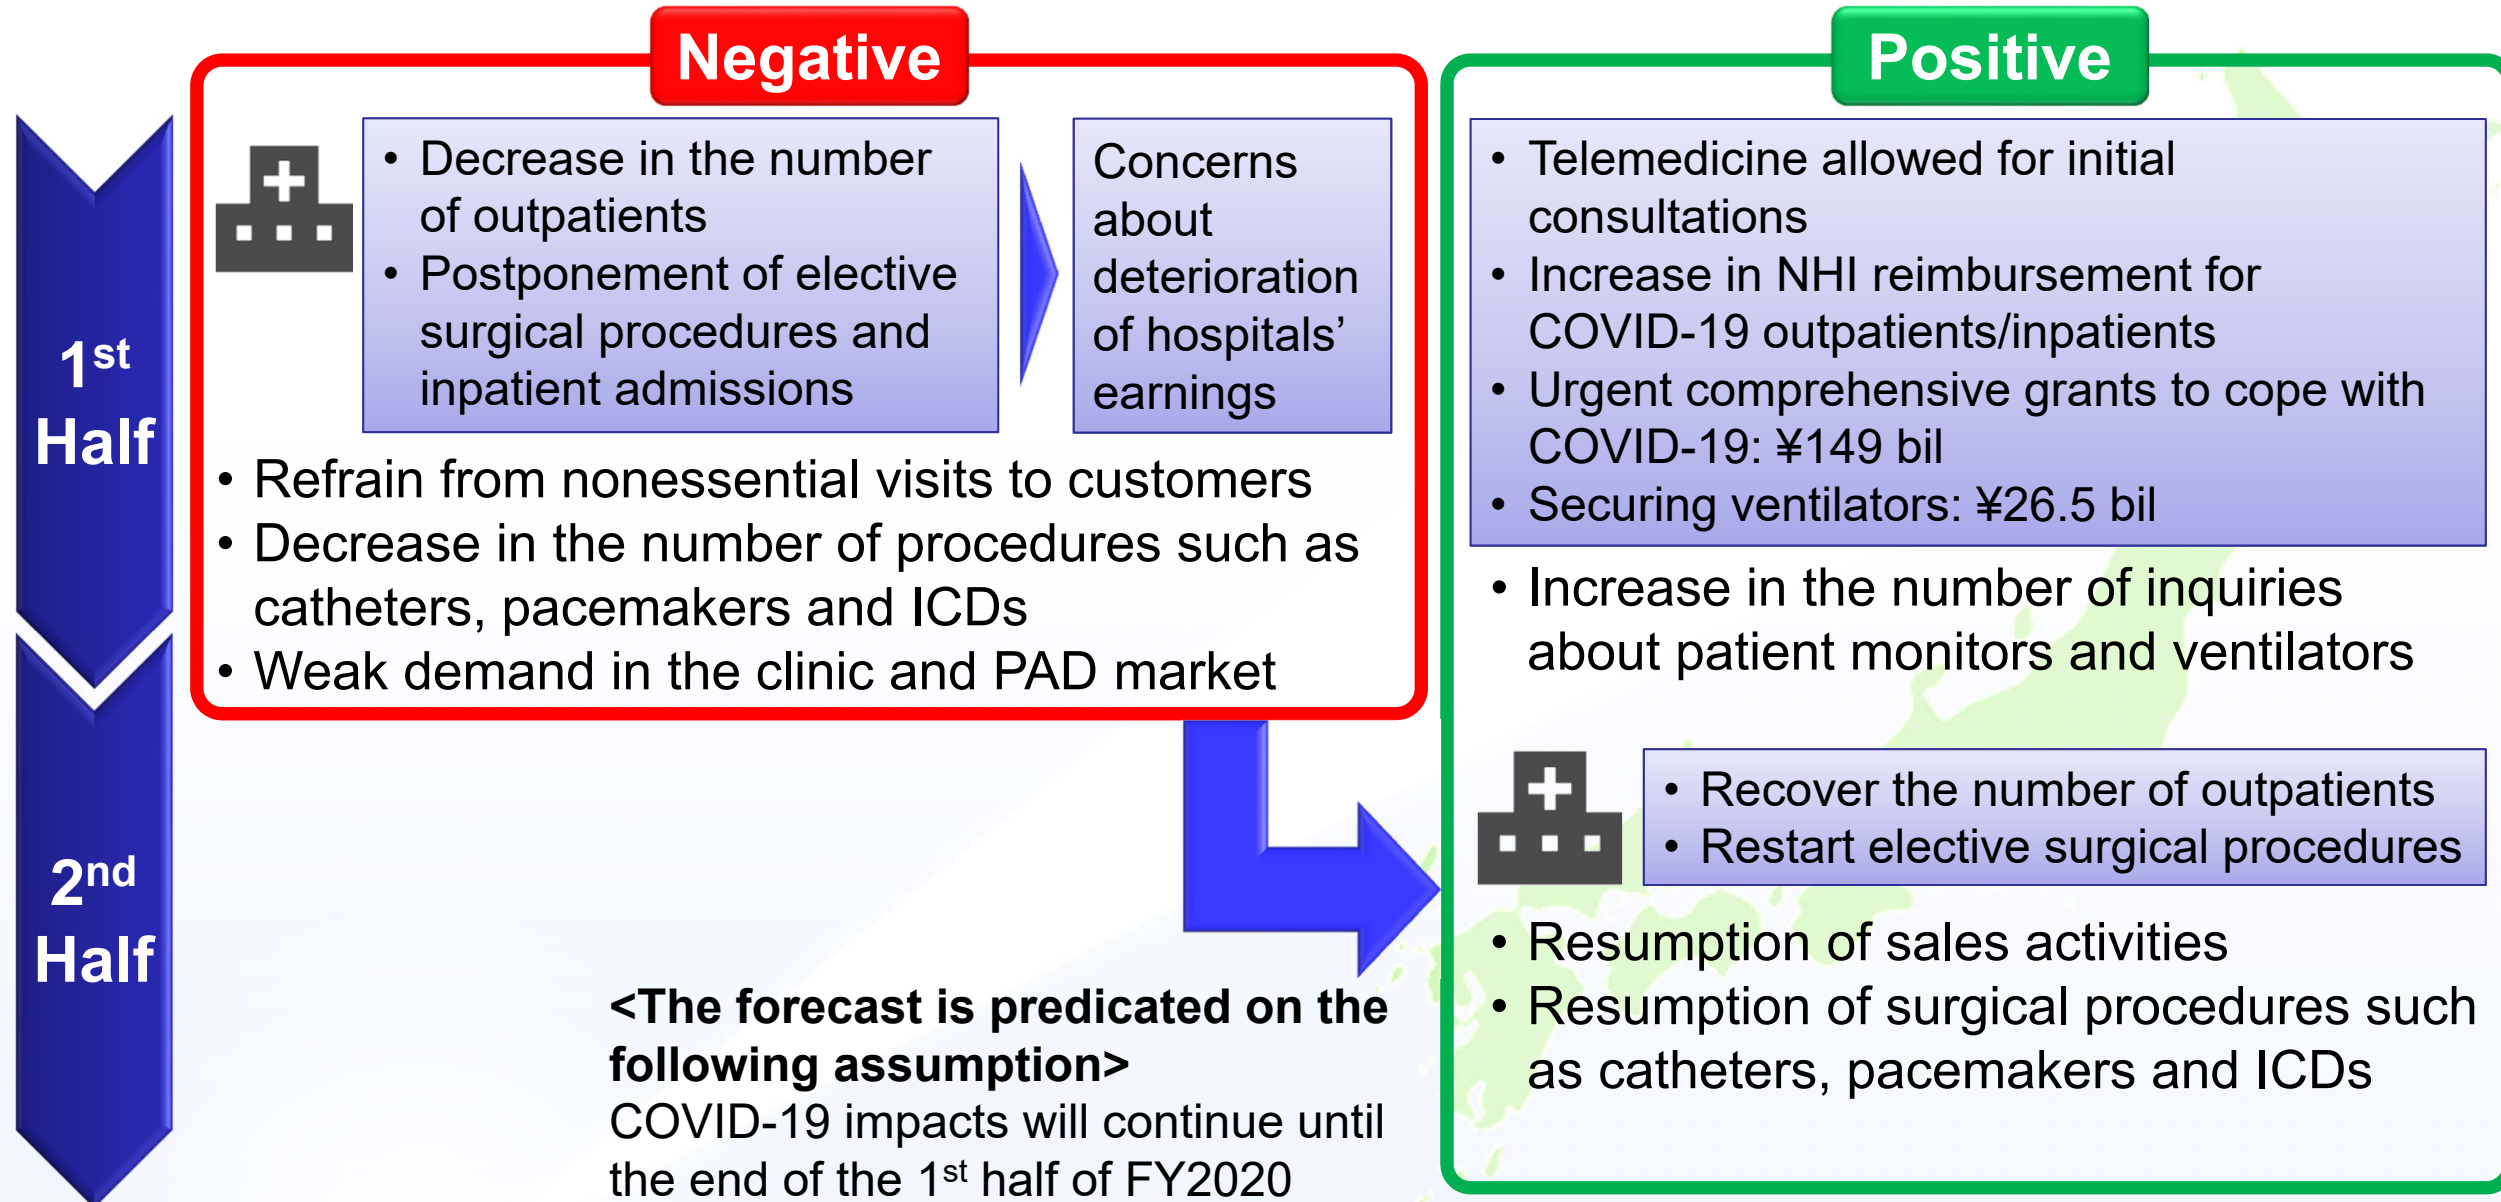 Negative
Positive
1st
Half
• Decrease in the number
of outpatients
• Postponement of elective
surgical procedures and
inpatient admissions
Concerns
about
deterioration
of hospitals’
earnings
• Refrain from nonessential visits to customers
• Decrease in the number of procedures such as
catheters, pacemakers and ICDs
• Weak demand in the clinic and PAD market
• Telemedicine allowed for initial
consultations
• Increase in NHI reimbursement for
COVID-19 outpatients/inpatients
• Urgent comprehensive grants to cope with
COVID-19: ¥149 bil
• Securing ventilators: ¥26.5 bil
• Increase in the number of inquiries
about patient monitors and ventilators
2nd
Half
• Recover the number of outpatients
• Restart elective surgical procedures
• Resumption of sales activities
• Resumption of surgical procedures such
as catheters, pacemakers and ICDs
<The forecast is predicated on the
following assumption>
COVID-19 impacts will continue until
the end of the 1st half of FY2020